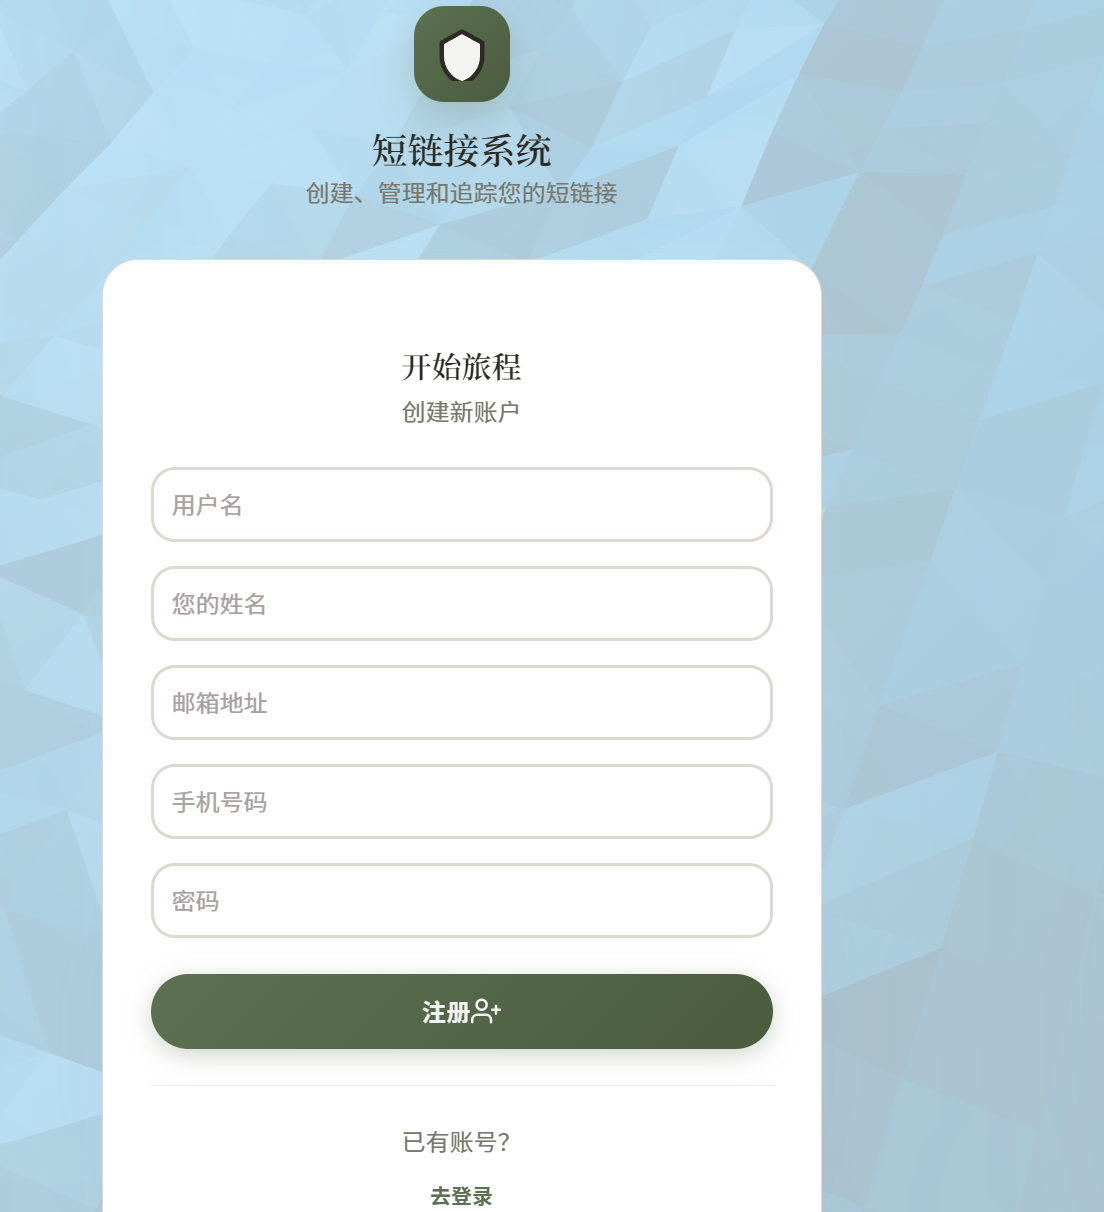 短链接系统
创建、管理和追踪您的短链接
开始旅程
创建新账户
用户名
您的姓名
邮箱地址
手机号码
密码
注册
已有账号？
去登录